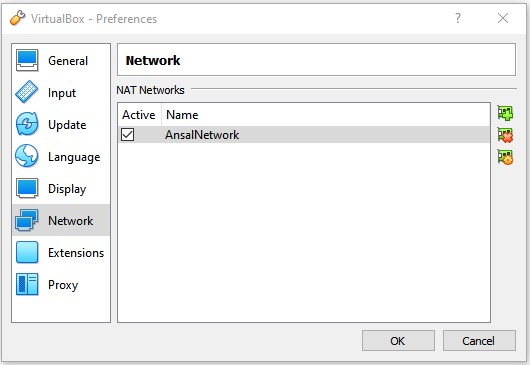 VirtualBox - Preferences
General
Input
Update
Language
Display
Network
Extensions
Proxy
Network
NAT Networks
Active Name
AnsalNetwork
OK Cancel